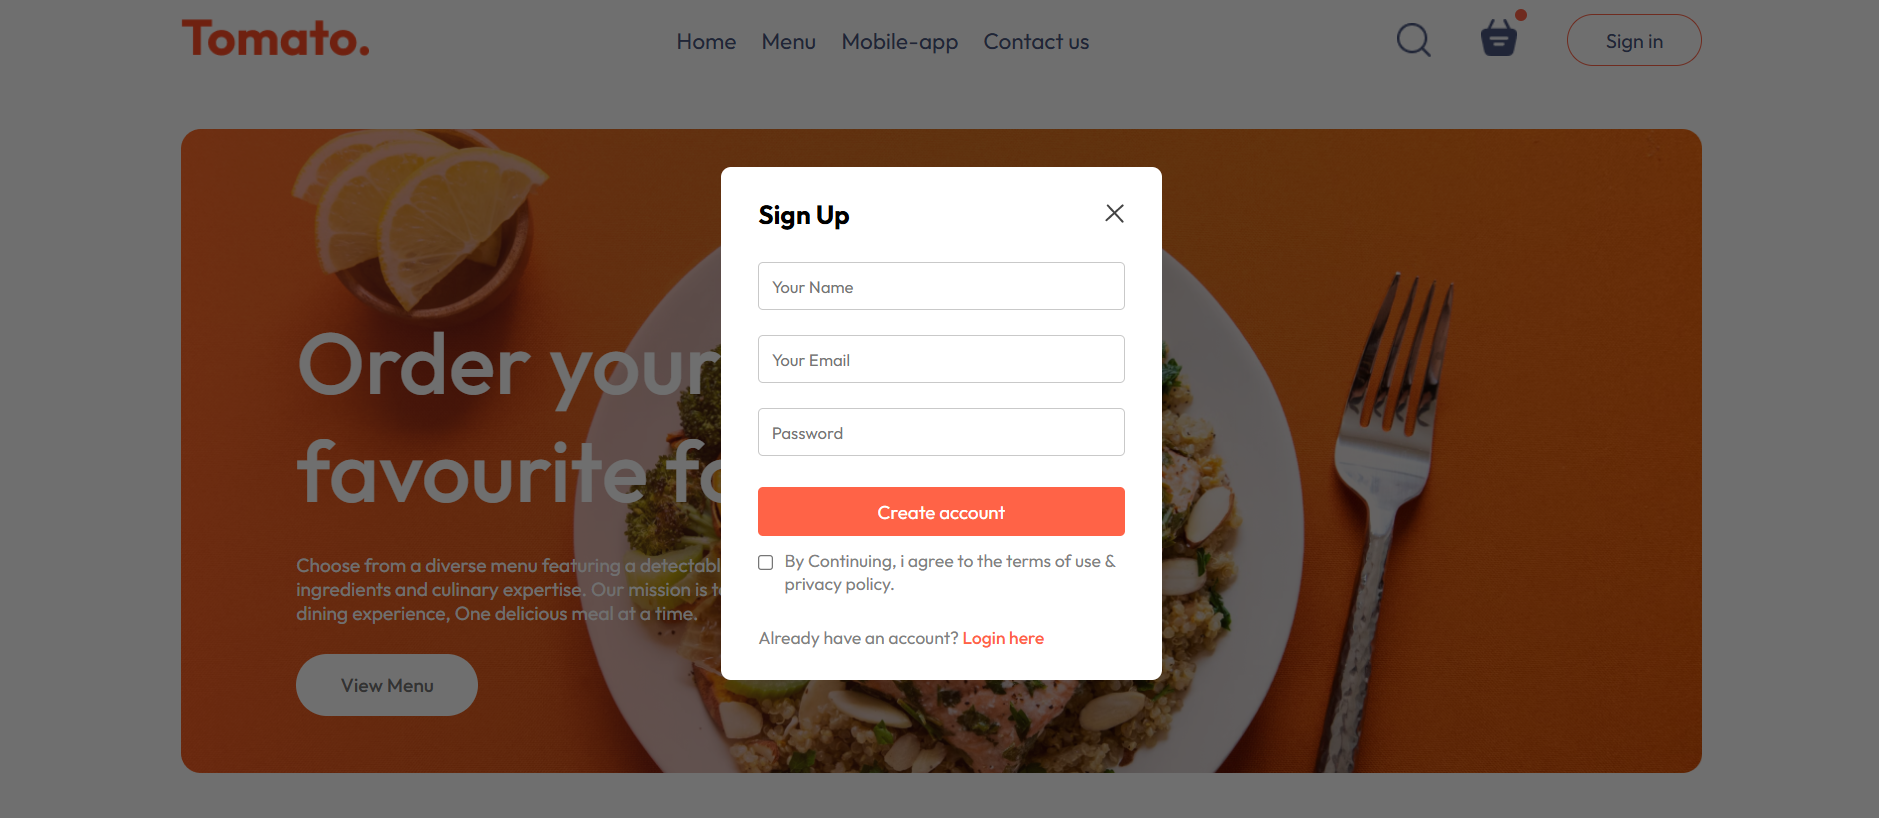 Tomato.
Home Menu Mobile-app Contact us
Sign in
Order your
favourite fo
Choose from a diverse menu featuring a detectabl
ingredients and culinary expertise. Our mission is to
dining experience, One delicious meal at a time.
View Menu
Sign Up
Your Name
Your Email
Password
Create account
By Continuing, i agree to the terms of use &
privacy policy.
Already have an account? Login here